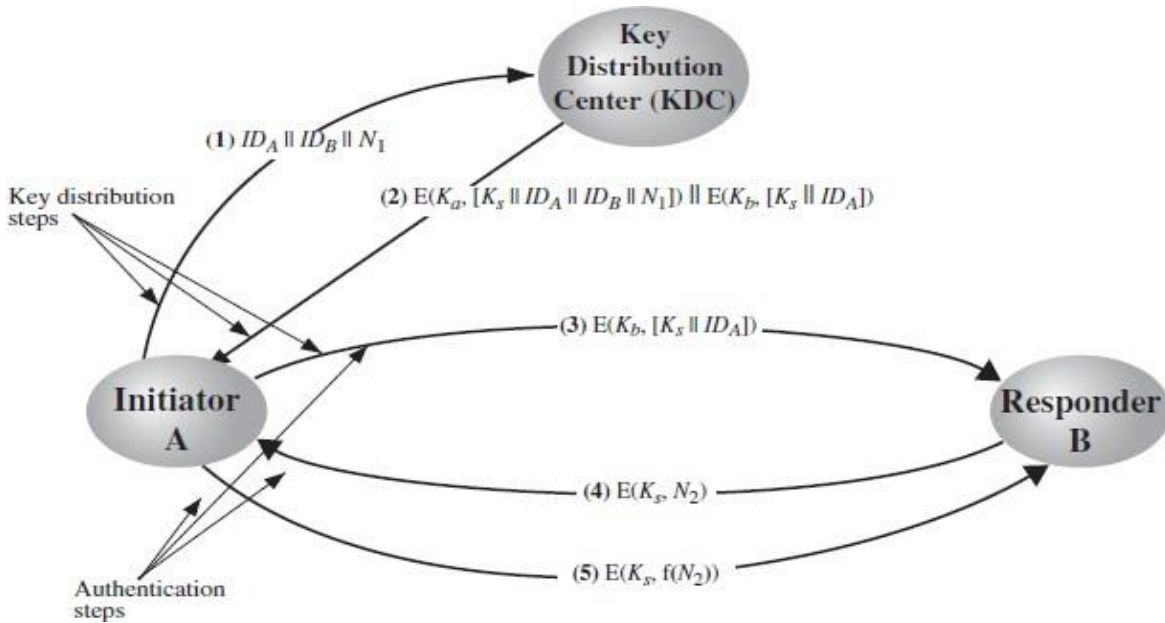 Key
Distribution
Center (KDC)
(1) ID_A || ID_B || N_1
Key distribution
steps
(2) E(K_a, [K_s || ID_A || ID_B || N_1]) || E(K_b, [K_s || ID_A])
(3) E(K_b, [K_s || ID_A])
Initiator
A
Responder
B
(4) E(K_s, N_2)
(5) E(K_s, f(N_2))
Authentication
steps